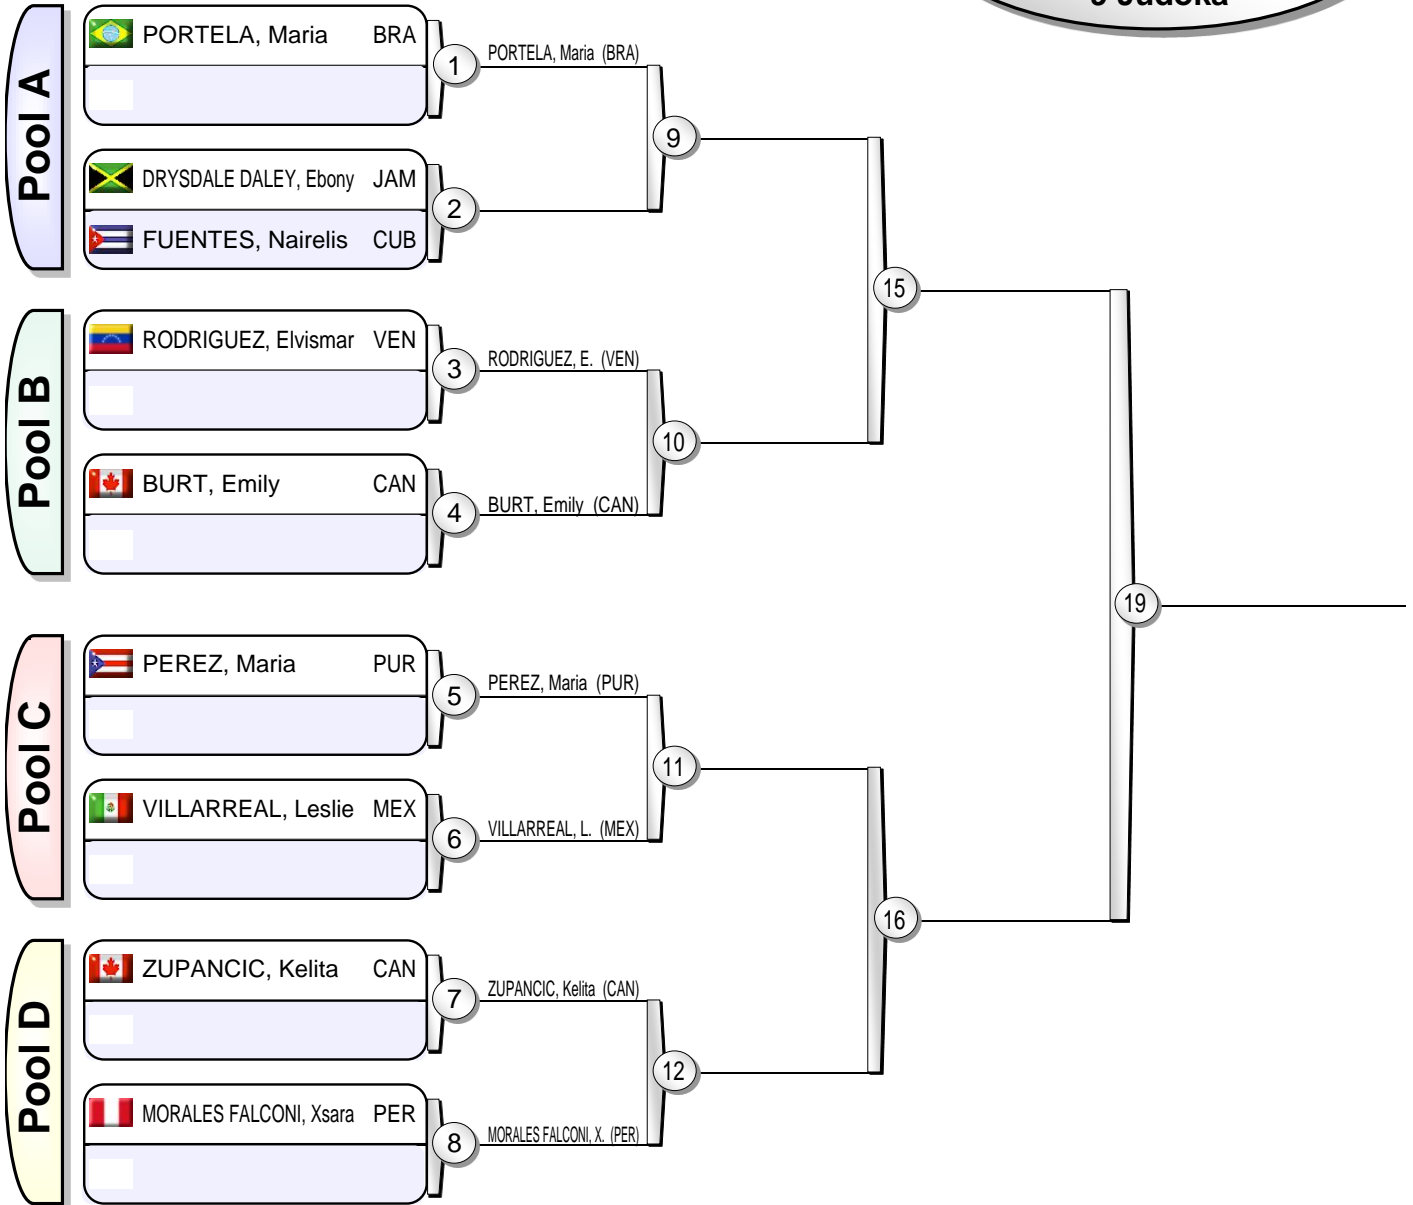 9 Judoka
Pool A
PORTELA, Maria BRA
1
PORTELA, Maria (BRA)
9
DRYSDALE DALEY, Ebony JAM
2
FUENTES, Nairelis CUB
15
Pool B
RODRIGUEZ, Elvismar VEN
3
RODRIGUEZ, E. (VEN)
10
BURT, Emily CAN
4
BURT, Emily (CAN)
19
Pool C
PEREZ, Maria PUR
5
PEREZ, Maria (PUR)
11
VILLARREAL, Leslie MEX
6
VILLARREAL, L. (MEX)
16
Pool D
ZUPANCIC, Kelita CAN
7
ZUPANCIC, Kelita (CAN)
12
MORALES FALCONI, Xsara PER
8
MORALES FALCONI, X. (PER)